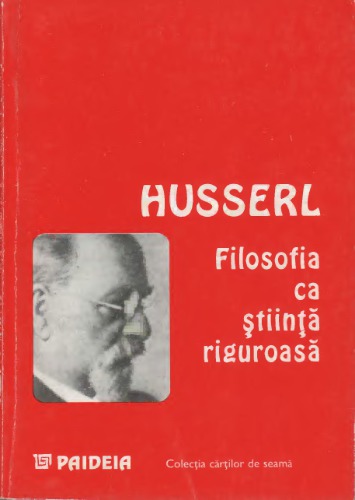 HUSSERL
Filosofia
ca
ştiinţă
riguroasă
PAIDEIA
Colecţia cărţilor de seamă